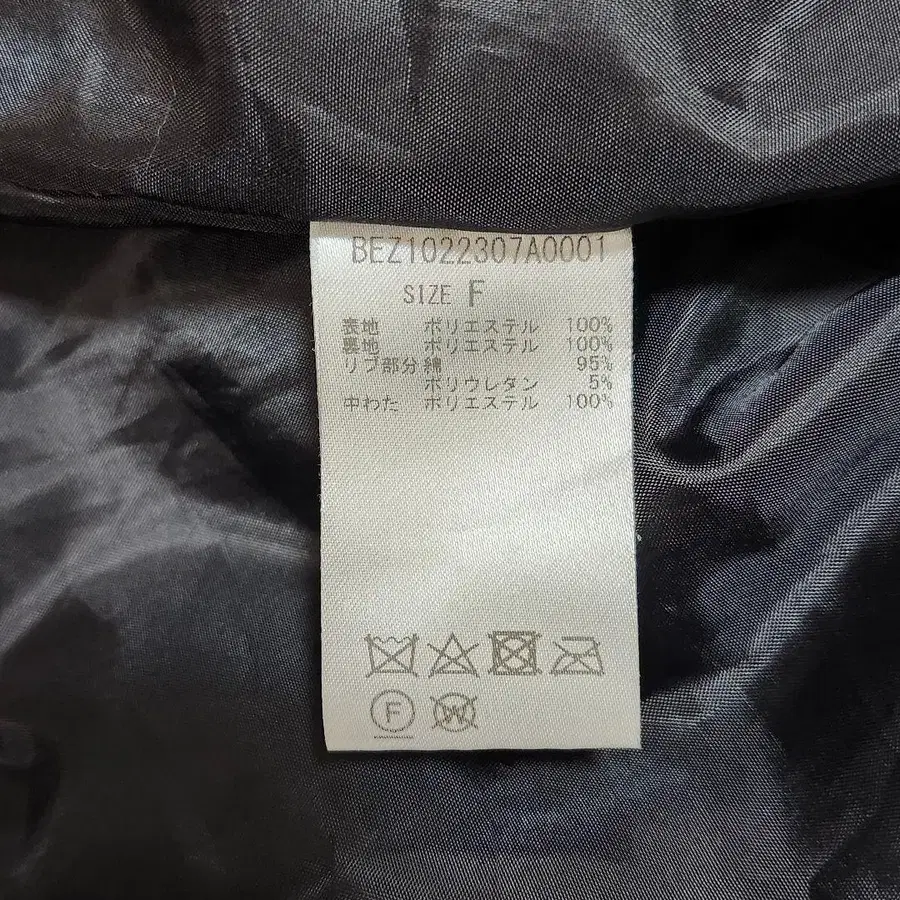 BEZ1022307A0001
SIZE F
表地 ポリエステル 100%
裏地 ポリエステル 100%
リブ部分 綿 95%
ポリウレタン 5%
中わた ポリエステル 100%
F W